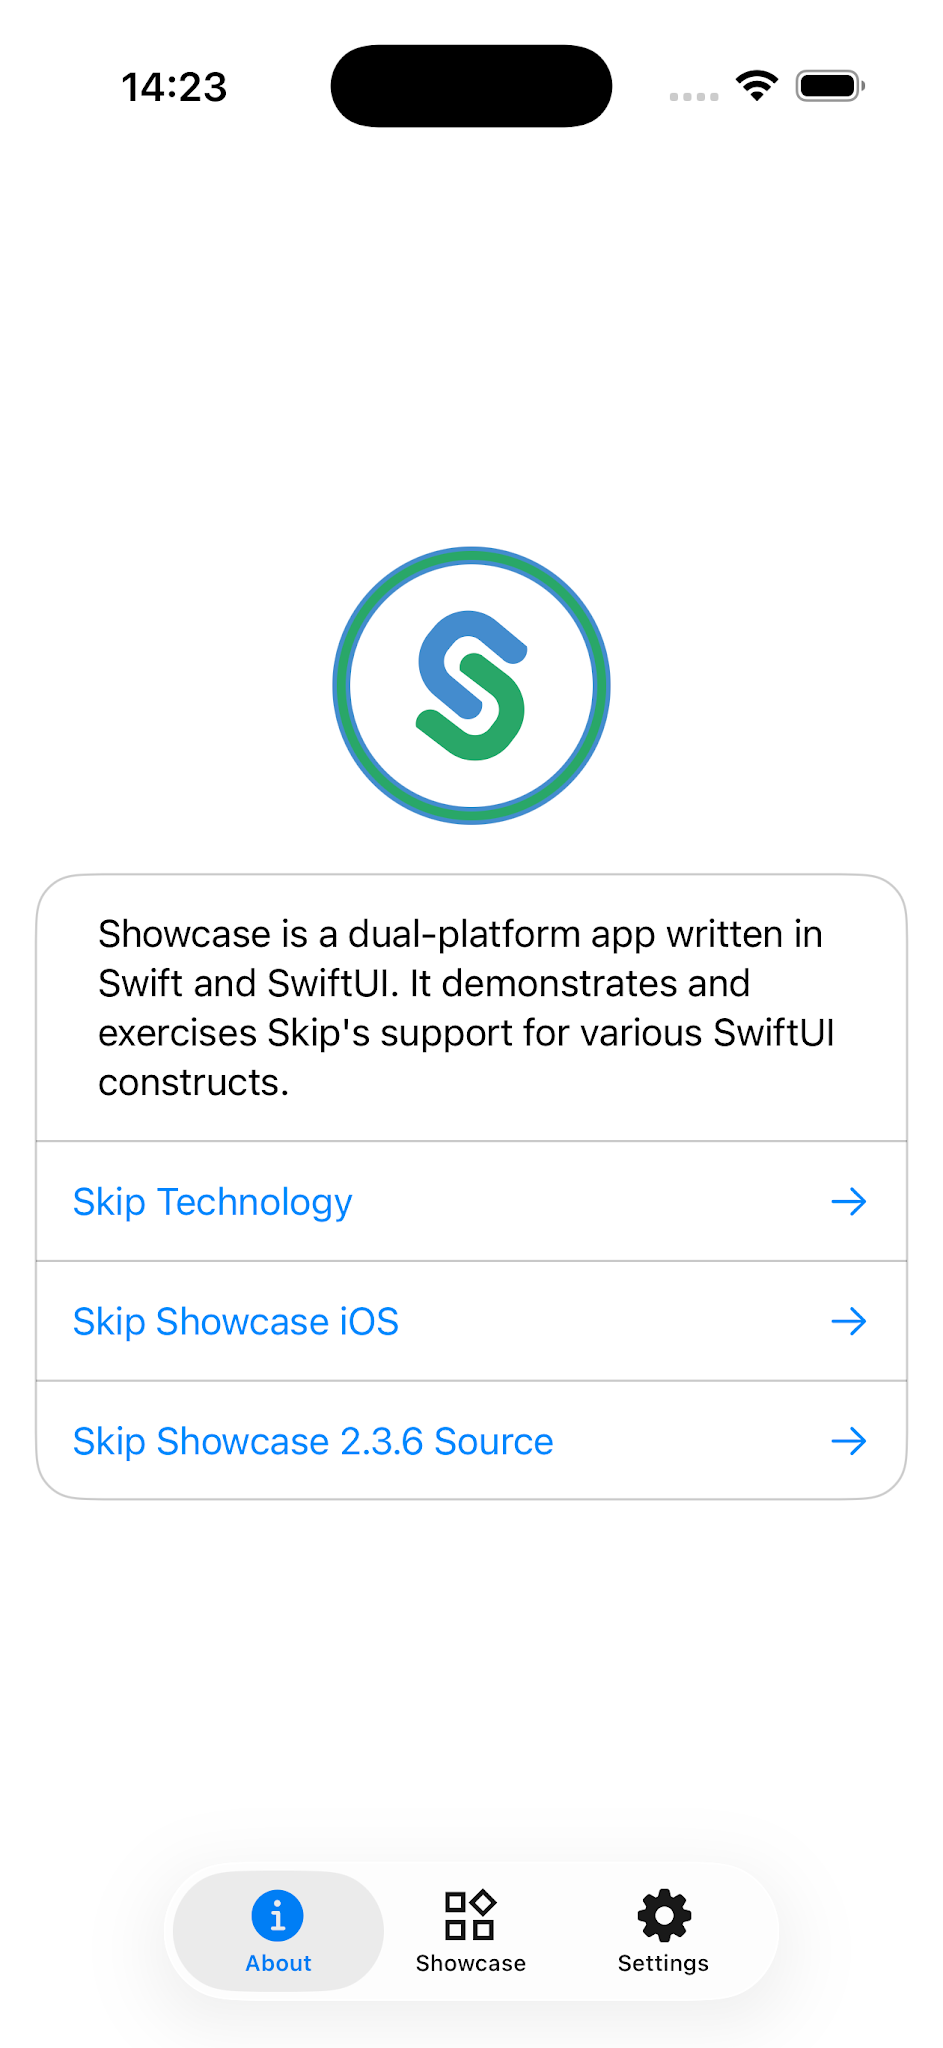 14:23
Showcase is a dual-platform app written in
Swift and SwiftUI. It demonstrates and
exercises Skip's support for various SwiftUI
constructs.
Skip Technology
Skip Showcase iOS
Skip Showcase 2.3.6 Source
About
Showcase
Settings